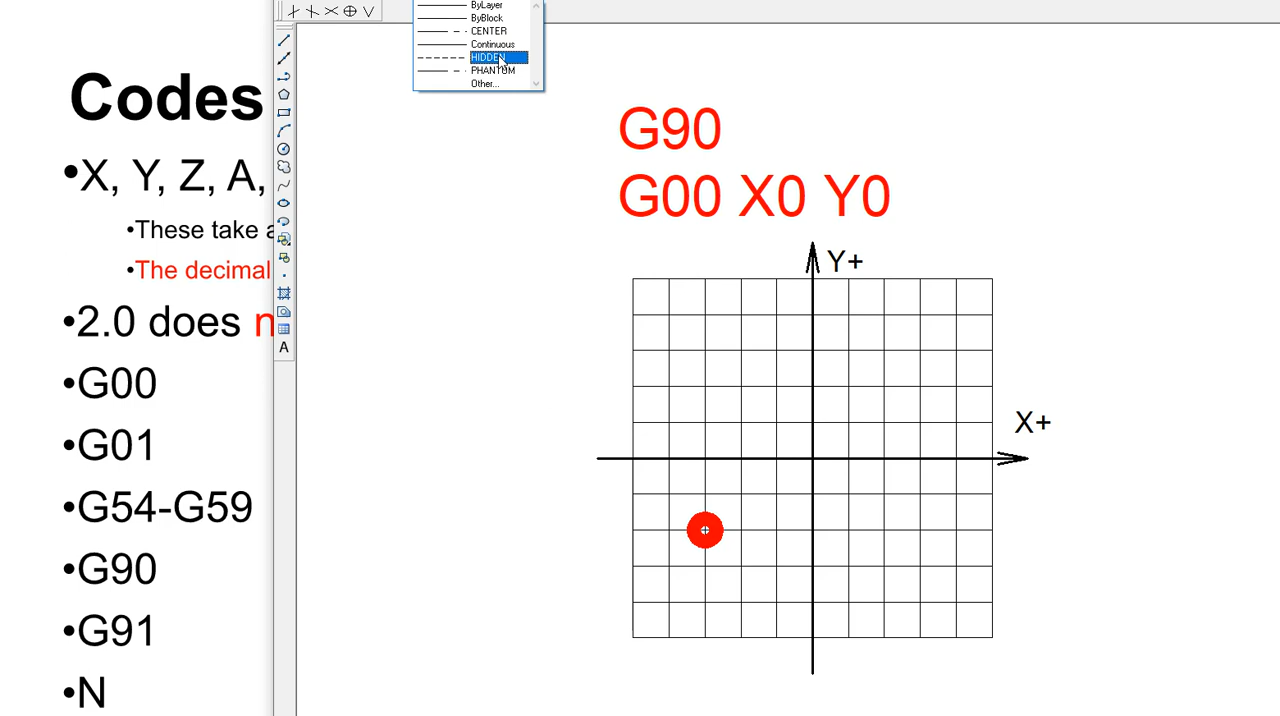 Codes
•X, Y, Z, A,
•These take a
•The decimal
•2.0 does n
•G00
•G01
•G54-G59
•G90
•G91
•N
ByLayer
ByBlock
CENTER
Continuous
HIDDEN
PHANTOM
Other...
A
G90
G00 X0 Y0
Y+
X+